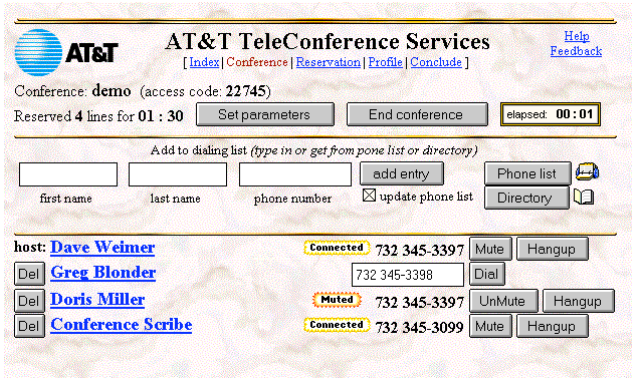 AT&T
AT&T TeleConference Services
Help
[ Index | Conference | Reservation | Profile | Conclude ]
Feedback
Conference: demo (access code: 22745)
Reserved 4 lines for 01 : 30 Set parameters End conference elapsed: 00 : 01
Add to dialing list (type in or get from pone list or directory)
add entry Phone list
first name last name phone number update phone list Directory
host: Dave Weimer Connected 732 345-3397 Mute Hangup
Del Greg Blonder 732 345-3398 Dial
Del Doris Miller Muted 732 345-3397 UnMute Hangup
Del Conference Scribe Connected 732 345-3099 Mute Hangup